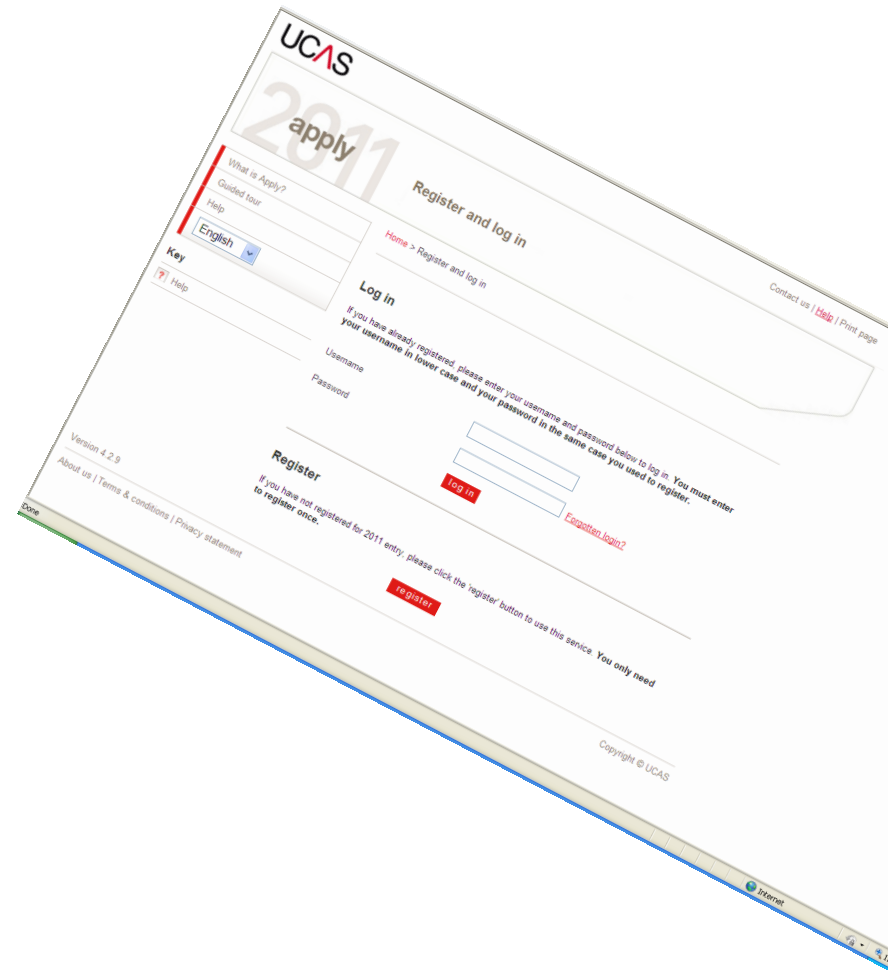 UCAS
2011
apply
Register and log in
Contact us | Help | Print page
What is Apply?
Guided tour
Help
English
Key
? Help
Home > Register and log in
Log in
If you have already registered, please enter your username and password below to log in. You must enter
your username in lower case and your password in the same case you used to register.
Username
Password
log in
Forgotten login?
Register
If you have not registered for 2011 entry, please click the 'register' button to use this service. You only need
to register once.
register
Version 4.2.9
About us | Terms & conditions | Privacy statement
Copyright © UCAS
Done
Internet